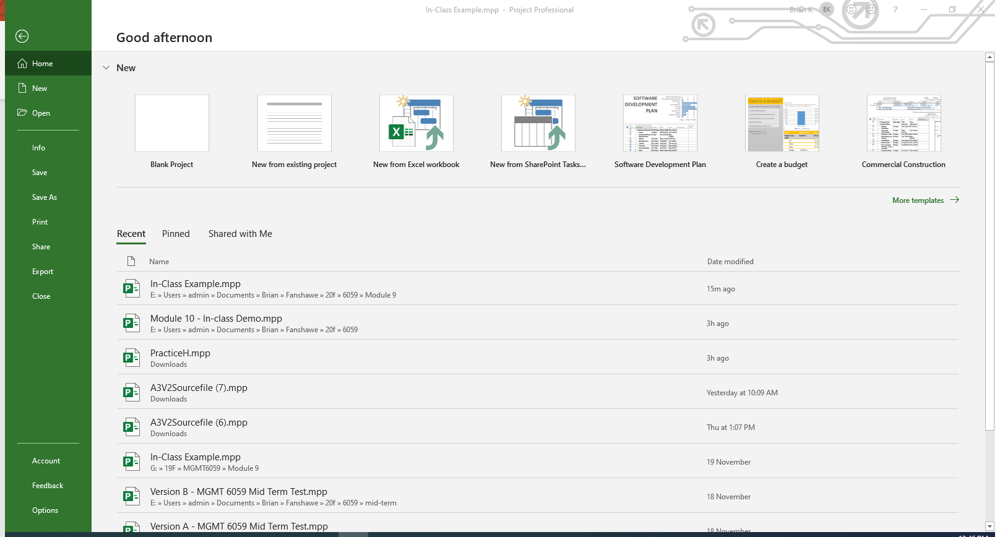 In-Class Example.mpp - Project Professional
Brian K
BK
?
Good afternoon
Home
New
Open
Info
Save
Save As
Print
Share
Export
Close
Account
Feedback
Options
New
SOFTWARE
DEVELOPMENT
PLAN
CREATE A BUDGET
Blank Project
New from existing project
New from Excel workbook
New from SharePoint Tasks...
Software Development Plan
Create a budget
Commercial Construction
More templates
Recent Pinned Shared with Me
Name Date modified
In-Class Example.mpp
E: » Users » admin » Documents » Brian » Fanshawe » 20f » 6059 » Module 9
15m ago
Module 10 - In-class Demo.mpp
E: » Users » admin » Documents » Brian » Fanshawe » 20f » 6059
3h ago
PracticeH.mpp
Downloads
3h ago
A3V2Sourcefile (7).mpp
Downloads
Yesterday at 10:09 AM
A3V2Sourcefile (6).mpp
Downloads
Thu at 1:07 PM
In-Class Example.mpp
G: » 19F » MGMT6059 » Module 9
19 November
Version B - MGMT 6059 Mid Term Test.mpp
E: » Users » admin » Documents » Brian » Fanshawe » 20f » 6059 » mid-term
18 November
Version A - MGMT 6059 Mid Term Test.mpp
18 November